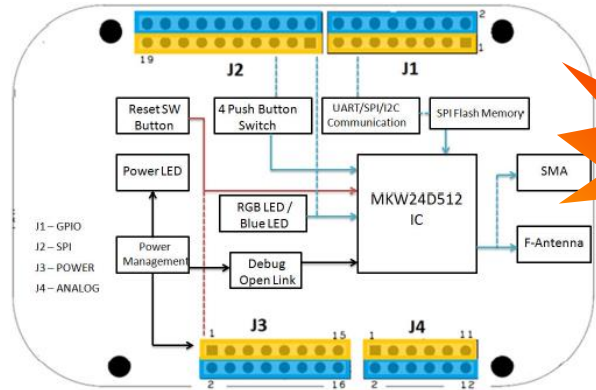 2
19
1
J2
J1
Reset SW
Button
4 Push Button
Switch
UART/SPI/I2C
Communication
SPI Flash Memory
Power LED
MKW24D512
IC
SMA
RGB LED /
Blue LED
J1 – GPIO
J2 – SPI
J3 – POWER
J4 – ANALOG
Power
Management
Debug
Open Link
F-Antenna
J3
J4
1
15
1
11
2
16
2
12